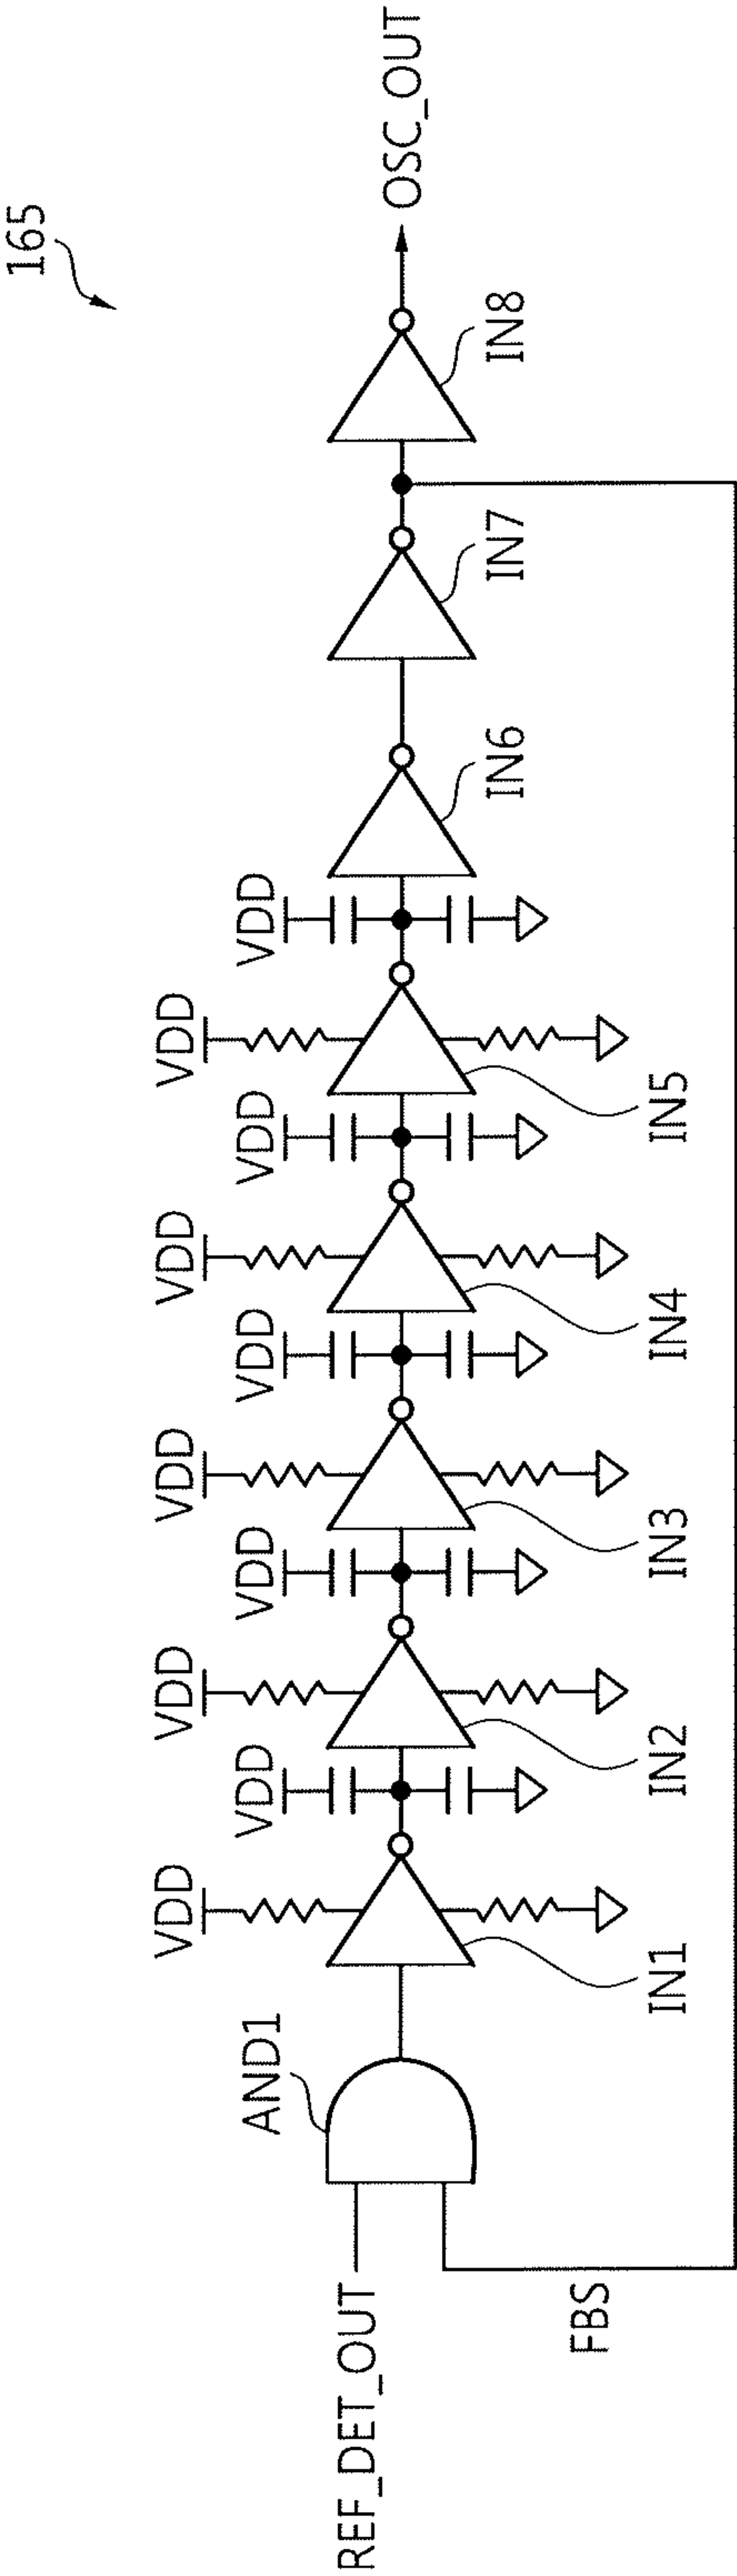 165
REF_DET_OUT
FBS
AND1
VDD
IN1
VDD
VDD
IN2
VDD
VDD
IN3
VDD
VDD
IN4
VDD
VDD
IN5
VDD
IN6
IN7
IN8
OSC_OUT